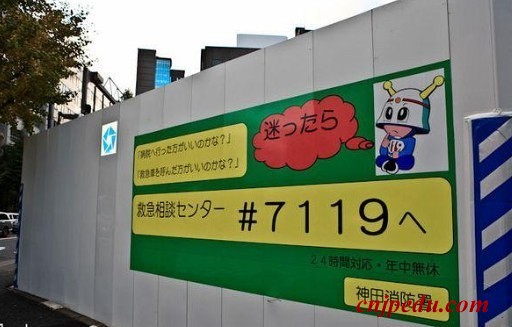 「病院へ行った方がいいのかな？」
「救急車を呼んだ方がいいのかな？」
迷ったら
救急相談センター #7119へ
24時間対応・年中無休
神田消防署
cnjpedu.com